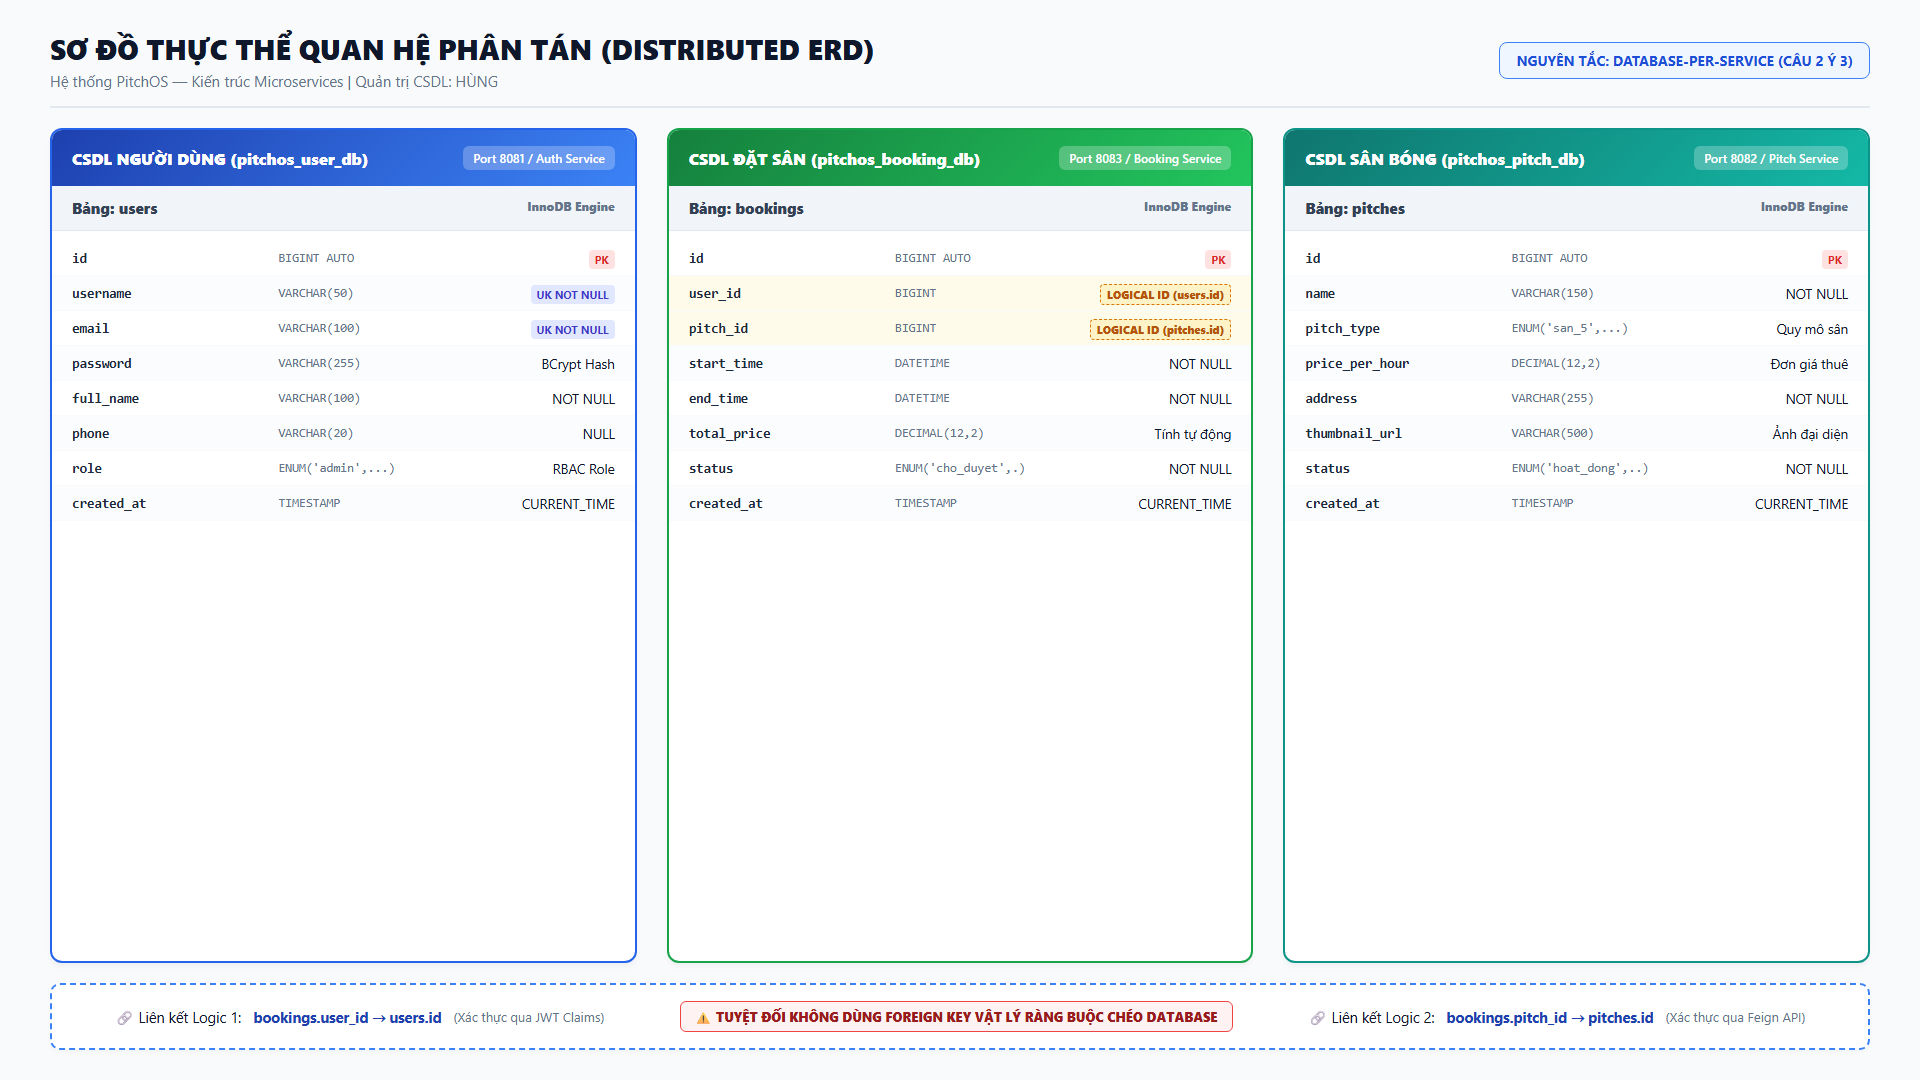 SƠ ĐỒ THỰC THỂ QUAN HỆ PHÂN TÁN (DISTRIBUTED ERD)
Hệ thống PitchOS — Kiến trúc Microservices | Quản trị CSDL: HÙNG
NGUYÊN TẮC: DATABASE-PER-SERVICE (CÂU 2 Ý 3)
CSDL NGƯỜI DÙNG (pitchos_user_db) Port 8081 / Auth Service
Bảng: users InnoDB Engine
id BIGINT AUTO PK
username VARCHAR(50) UK NOT NULL
email VARCHAR(100) UK NOT NULL
password VARCHAR(255) BCrypt Hash
full_name VARCHAR(100) NOT NULL
phone VARCHAR(20) NULL
role ENUM('admin',...) RBAC Role
created_at TIMESTAMP CURRENT_TIME
CSDL ĐẶT SÂN (pitchos_booking_db) Port 8083 / Booking Service
Bảng: bookings InnoDB Engine
id BIGINT AUTO PK
user_id BIGINT LOGICAL ID (users.id)
pitch_id BIGINT LOGICAL ID (pitches.id)
start_time DATETIME NOT NULL
end_time DATETIME NOT NULL
total_price DECIMAL(12,2) Tính tự động
status ENUM('cho_duyet',.) NOT NULL
created_at TIMESTAMP CURRENT_TIME
CSDL SÂN BÓNG (pitchos_pitch_db) Port 8082 / Pitch Service
Bảng: pitches InnoDB Engine
id BIGINT AUTO PK
name VARCHAR(150) NOT NULL
pitch_type ENUM('san_5',...) Quy mô sân
price_per_hour DECIMAL(12,2) Đơn giá thuê
address VARCHAR(255) NOT NULL
thumbnail_url VARCHAR(500) Ảnh đại diện
status ENUM('hoat_dong',..) NOT NULL
created_at TIMESTAMP CURRENT_TIME
🔗 Liên kết Logic 1: bookings.user_id → users.id (Xác thực qua JWT Claims)
⚠️ TUYỆT ĐỐI KHÔNG DÙNG FOREIGN KEY VẬT LÝ RÀNG BUỘC CHÉO DATABASE
🔗 Liên kết Logic 2: bookings.pitch_id → pitches.id (Xác thực qua Feign API)